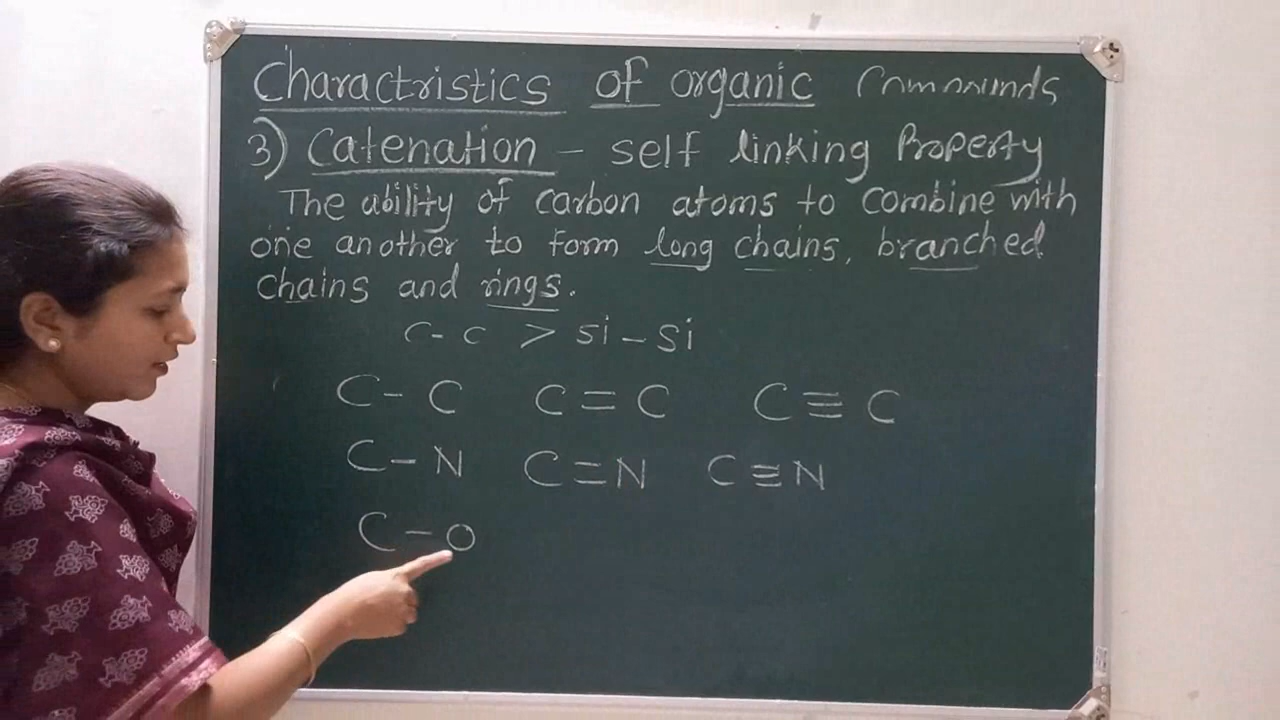 Charactristics of organic Compounds
3) Catenation - self linking Property
The ability of carbon atoms to combine with
one another to form long chains, branched
chains and rings.
C - C > Si - Si
C - C C = C C ≡ C
C - N C = N C ≡ N
C - O